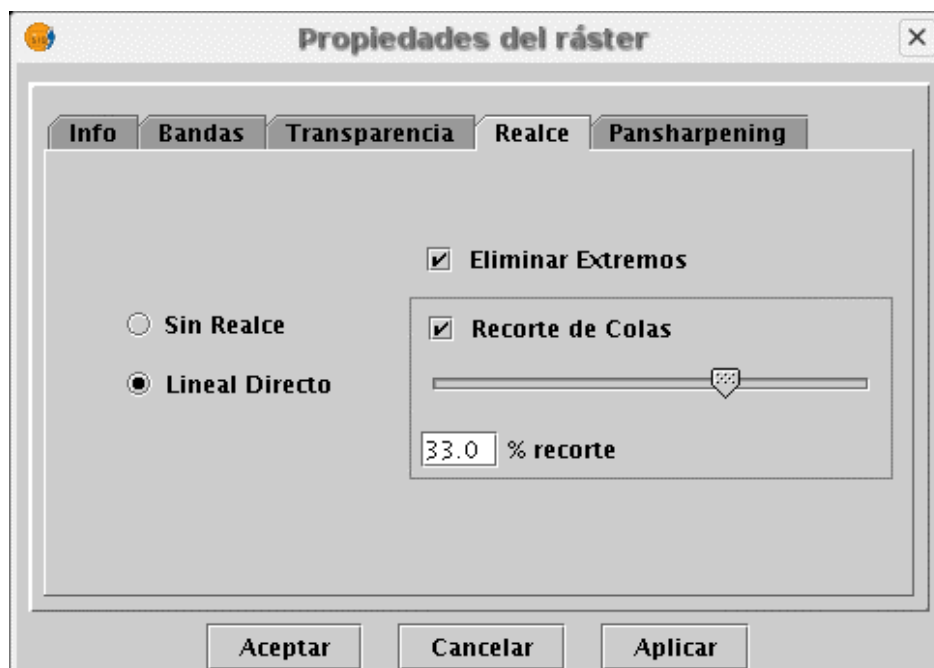 Propiedades del ráster
Info
Bandas
Transparencia
Realce
Pansharpening
Eliminar Extremos
Sin Realce
Recorte de Colas
Lineal Directo
33.0 % recorte
Aceptar
Cancelar
Aplicar